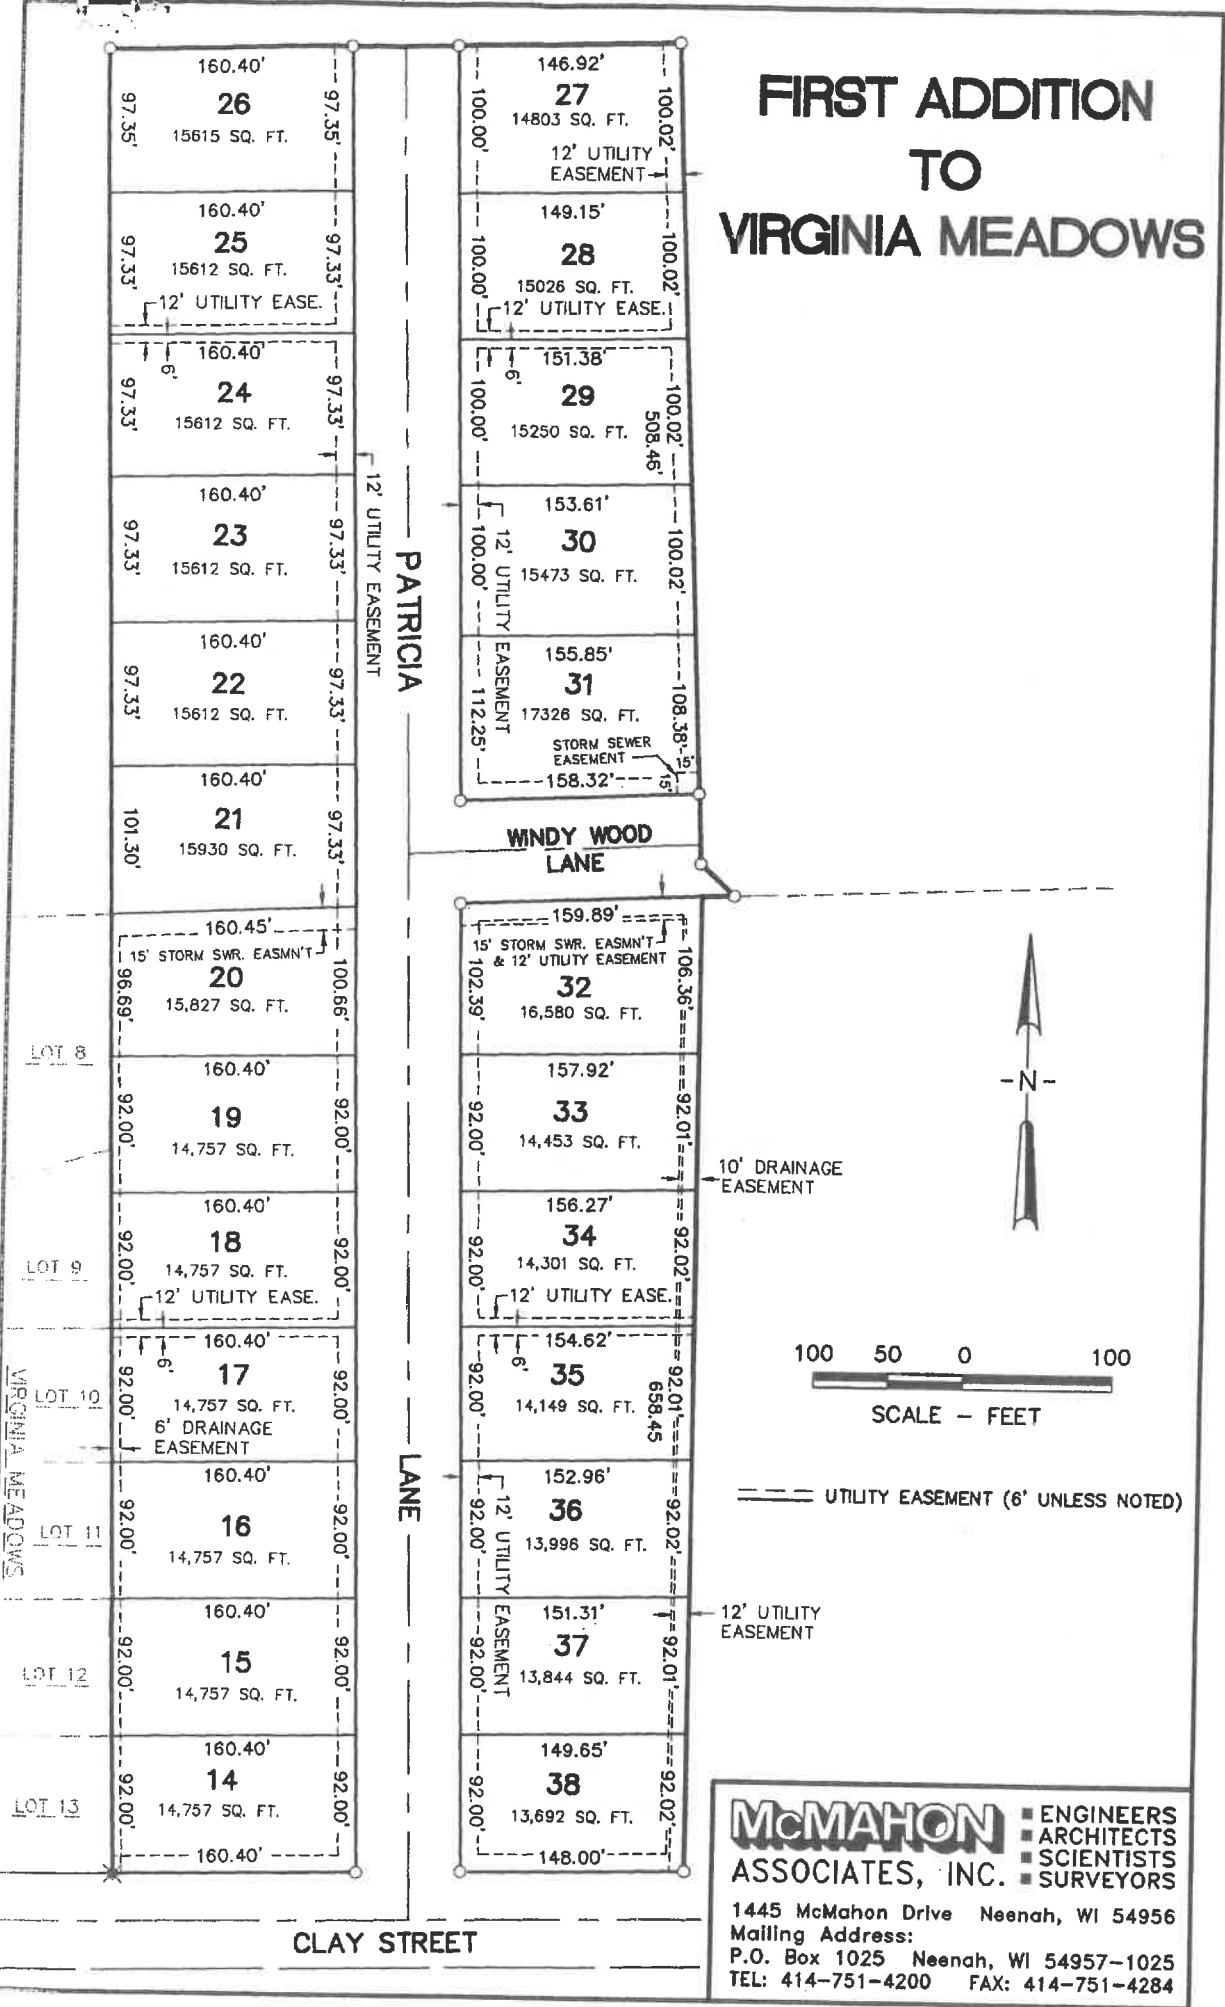 FIRST ADDITION
TO
VIRGINIA MEADOWS
160.40'
26
15615 SQ. FT.
97.35'
97.35'
160.40'
25
15612 SQ. FT.
97.33'
97.33'
12' UTILITY EASE.
160.40'
6'
24
15612 SQ. FT.
97.33'
97.33'
12' UTILITY EASEMENT
160.40'
23
15612 SQ. FT.
97.33'
97.33'
160.40'
22
15612 SQ. FT.
97.33'
97.33'
160.40'
21
15930 SQ. FT.
101.30'
97.33'
160.45'
15' STORM SWR. EASMN'T
20
15,827 SQ. FT.
96.69'
100.66'
160.40'
19
14,757 SQ. FT.
92.00'
92.00'
160.40'
18
14,757 SQ. FT.
92.00'
92.00'
12' UTILITY EASE.
160.40'
6'
17
14,757 SQ. FT.
92.00'
92.00'
6' DRAINAGE
EASEMENT
160.40'
16
14,757 SQ. FT.
92.00'
92.00'
160.40'
15
14,757 SQ. FT.
92.00'
92.00'
160.40'
14
14,757 SQ. FT.
92.00'
92.00'
160.40'
LOT 8
LOT 9
LOT 10
LOT 11
LOT 12
LOT 13
VIRGINIA MEADOWS
PATRICIA
LANE
146.92'
27
14803 SQ. FT.
100.00'
100.02'
12' UTILITY
EASEMENT
149.15'
28
15026 SQ. FT.
100.00'
100.02'
12' UTILITY EASE.
151.38'
6'
29
15250 SQ. FT.
100.00'
100.02'
508.46'
153.61'
30
15473 SQ. FT.
100.00'
100.02'
12' UTILITY EASEMENT
155.85'
31
17326 SQ. FT.
112.25'
108.38'
STORM SEWER
EASEMENT
15'
15'
158.32'
WINDY WOOD
LANE
159.89'
15' STORM SWR. EASMN'T
& 12' UTILITY EASEMENT
32
16,580 SQ. FT.
102.39'
106.36'
157.92'
33
14,453 SQ. FT.
92.00'
92.01'
10' DRAINAGE
EASEMENT
156.27'
34
14,301 SQ. FT.
92.00'
92.02'
12' UTILITY EASE.
154.62'
6'
35
14,149 SQ. FT.
92.00'
92.01'
658.45
152.96'
36
13,996 SQ. FT.
92.00'
92.02'
12' UTILITY EASEMENT
151.31'
37
13,844 SQ. FT.
92.00'
92.01'
12' UTILITY
EASEMENT
149.65'
38
13,692 SQ. FT.
92.00'
92.02'
148.00'
CLAY STREET
-N-
100 50 0 100
SCALE – FEET
UTILITY EASEMENT (6' UNLESS NOTED)
McMAHON
ASSOCIATES, INC.
ENGINEERS
ARCHITECTS
SCIENTISTS
SURVEYORS
1445 McMahon Drive Neenah, WI 54956
Mailing Address:
P.O. Box 1025 Neenah, WI 54957-1025
TEL: 414-751-4200 FAX: 414-751-4284